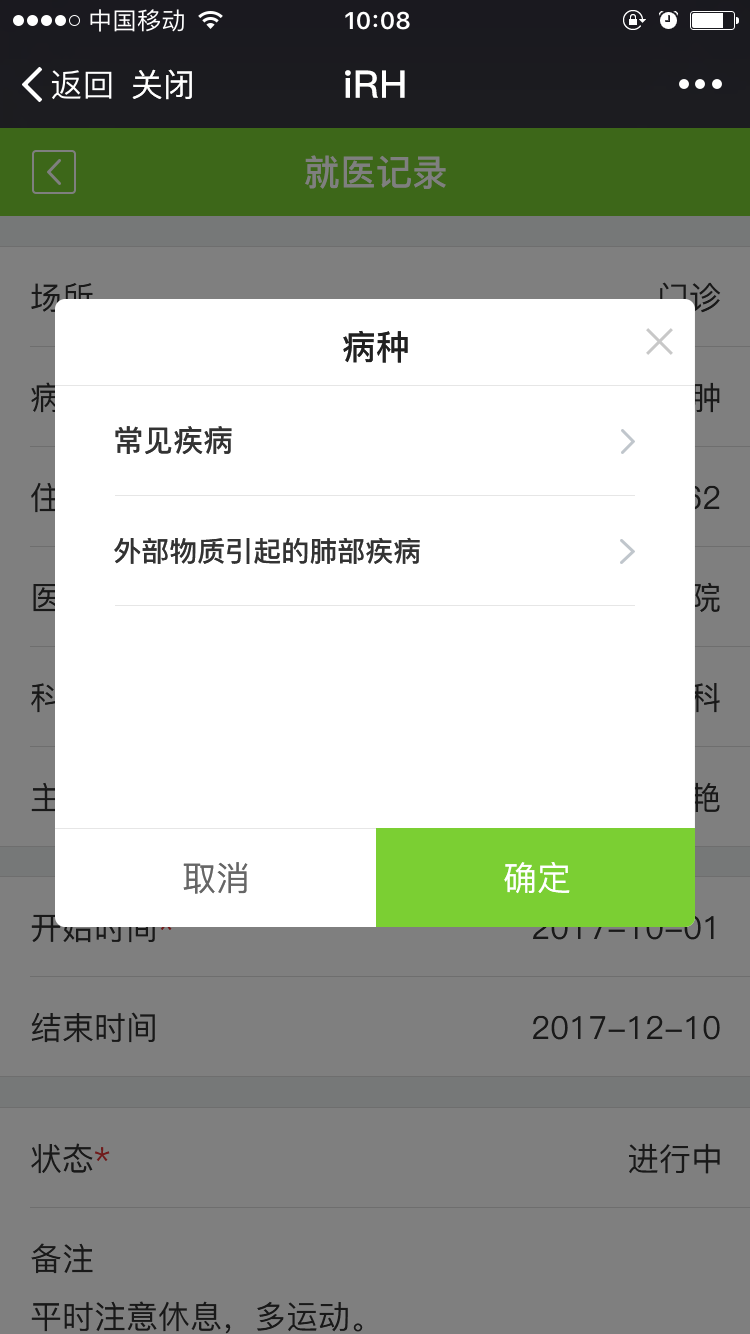 中国移动 10:08
返回 关闭 iRH
就医记录
场所 门诊
病种
病 肿
常见疾病
住 62
外部物质引起的肺部疾病
医 院
科 科
主 艳
取消 确定
开始时间* 2017-10-01
结束时间 2017-12-10
状态* 进行中
备注
平时注意休息，多运动。